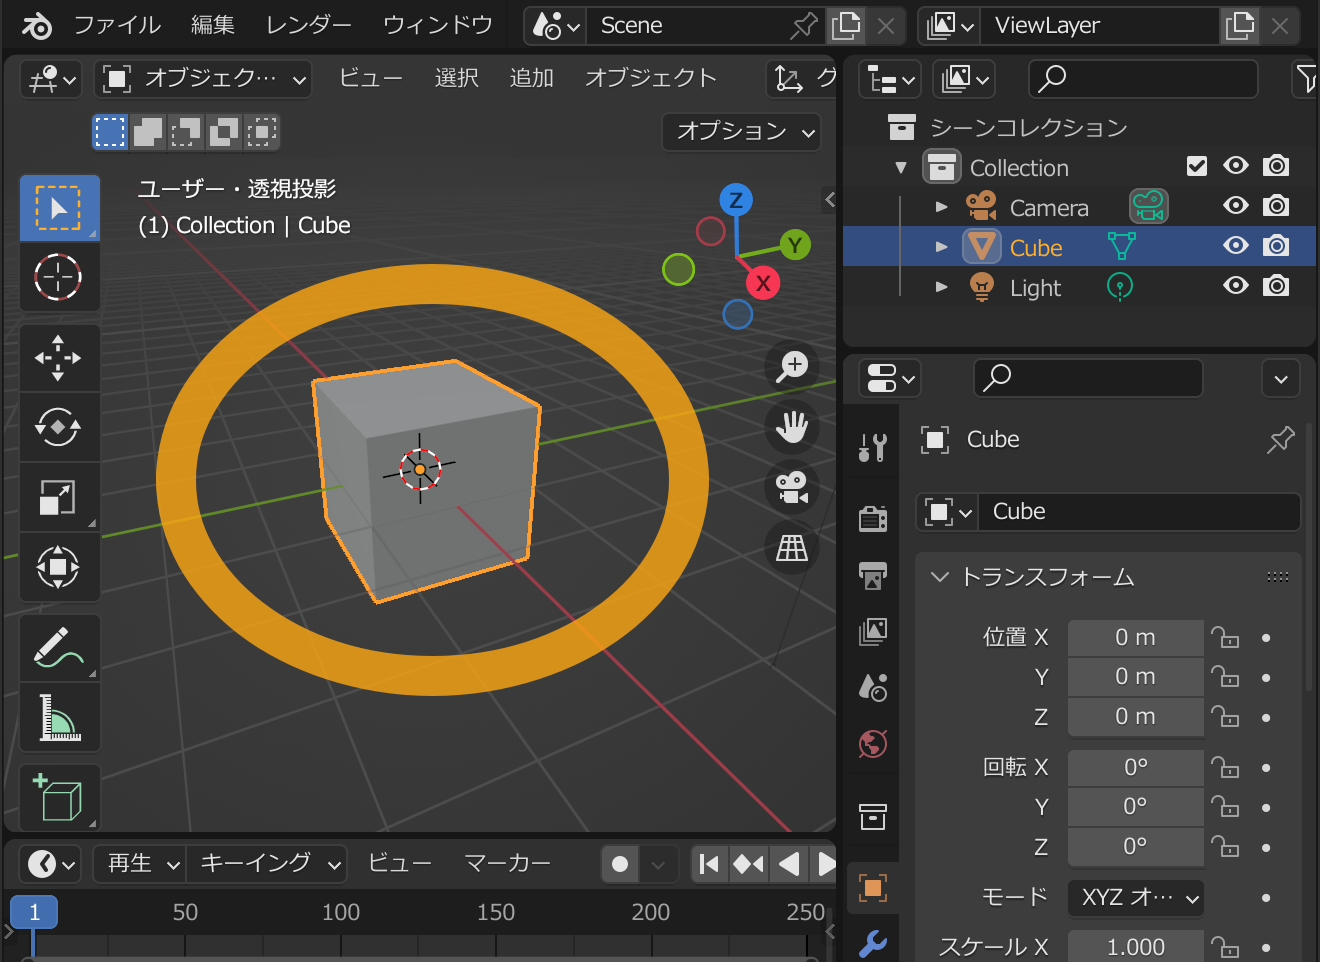 ファイル 編集 レンダー ウィンドウ Scene ViewLayer
オブジェク… ビュー 選択 追加 オブジェクト グ
オプション
ユーザー・透視投影
(1) Collection | Cube
Z
Y
X
シーンコレクション
Collection
Camera
Cube
Light
Cube
Cube
トランスフォーム
位置 X 0 m
Y 0 m
Z 0 m
回転 X 0°
Y 0°
Z 0°
モード XYZ オ…
スケール X 1.000
再生 キーイング ビュー マーカー
1 50 100 150 200 250